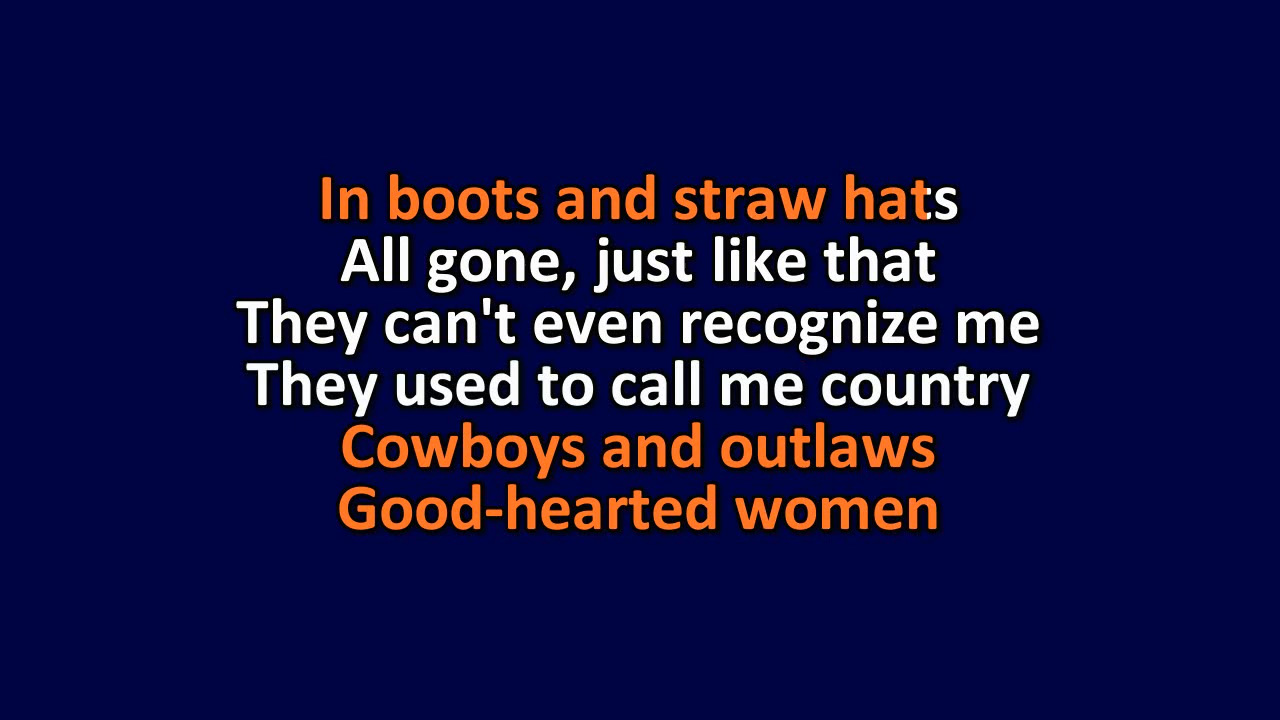 In boots and straw hats
All gone, just like that
They can't even recognize me
They used to call me country
Cowboys and outlaws
Good-hearted women